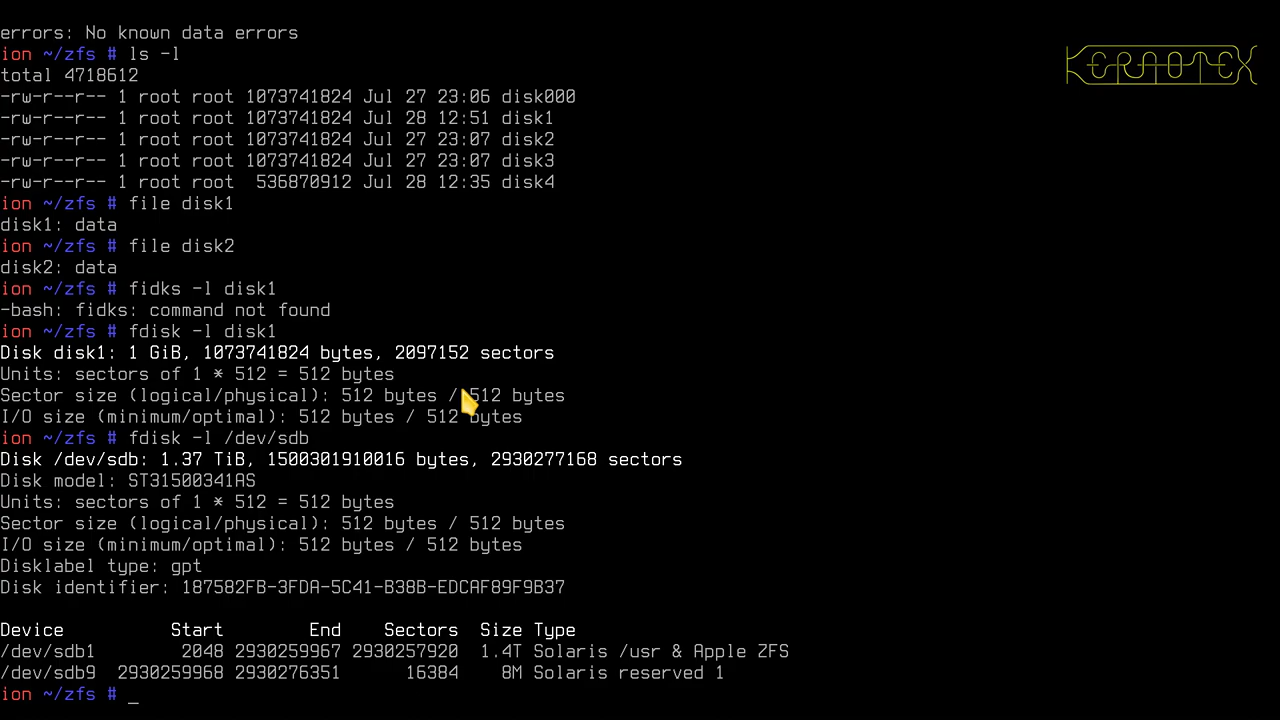 errors: No known data errors
ion ~/zfs # ls -l
KERAOTEX
total 4718612
-rw-r--r-- 1 root root 1073741824 Jul 27 23:06 disk000
-rw-r--r-- 1 root root 1073741824 Jul 28 12:51 disk1
-rw-r--r-- 1 root root 1073741824 Jul 27 23:07 disk2
-rw-r--r-- 1 root root 1073741824 Jul 27 23:07 disk3
-rw-r--r-- 1 root root  536870912 Jul 28 12:35 disk4
ion ~/zfs # file disk1
disk1: data
ion ~/zfs # file disk2
disk2: data
ion ~/zfs # fidks -l disk1
-bash: fidks: command not found
ion ~/zfs # fdisk -l disk1
Disk disk1: 1 GiB, 1073741824 bytes, 2097152 sectors
Units: sectors of 1 * 512 = 512 bytes
Sector size (logical/physical): 512 bytes / 512 bytes
I/O size (minimum/optimal): 512 bytes / 512 bytes
ion ~/zfs # fdisk -l /dev/sdb
Disk /dev/sdb: 1.37 TiB, 1500301910016 bytes, 2930277168 sectors
Disk model: ST31500341AS
Units: sectors of 1 * 512 = 512 bytes
Sector size (logical/physical): 512 bytes / 512 bytes
I/O size (minimum/optimal): 512 bytes / 512 bytes
Disklabel type: gpt
Disk identifier: 187582FB-3FDA-5C41-B38B-EDCAF89F9B37
Device          Start        End    Sectors  Size Type
/dev/sdb1        2048 2930259967 2930257920  1.4T Solaris /usr & Apple ZFS
/dev/sdb9  2930259968 2930276351      16384    8M Solaris reserved 1
ion ~/zfs # _